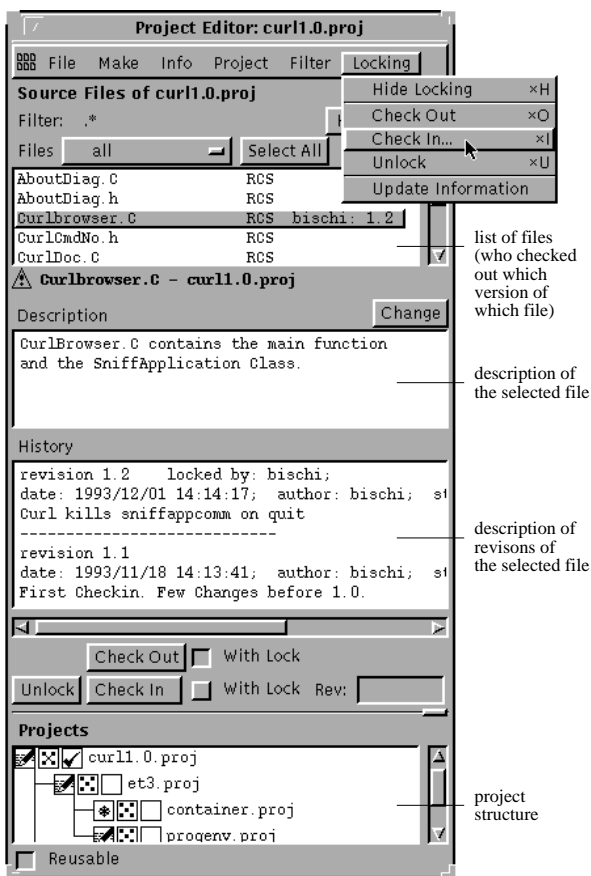 Project Editor: curl1.0.proj
File Make Info Project Filter Locking
Source Files of curl1.0.proj
Hide Locking ×H
Filter: .*
Check Out ×O
Check In... ×I
Files all Select All
Unlock ×U
Update Information
AboutDiag.C RCS
AboutDiag.h RCS
Curlbrowser.C RCS bischi: 1.2
CurlCmdNo.h RCS
CurlDoc.C RCS
list of files
(who checked
out which
version of
which file)
Curlbrowser.C - curl1.0.proj
Description Change
CurlBrowser.C contains the main function
and the SniffApplication Class.
description of
the selected file
History
revision 1.2 locked by: bischi;
date: 1993/12/01 14:14:17; author: bischi; st
Curl kills sniffappcomm on quit
----------------------------
revision 1.1
date: 1993/11/18 14:13:41; author: bischi; st
First Checkin. Few Changes before 1.0.
description of
revisons of
the selected file
Check Out With Lock
Unlock Check In With Lock Rev:
Projects
curl1.0.proj
et3.proj
container.proj
progenv.proj
project
structure
Reusable